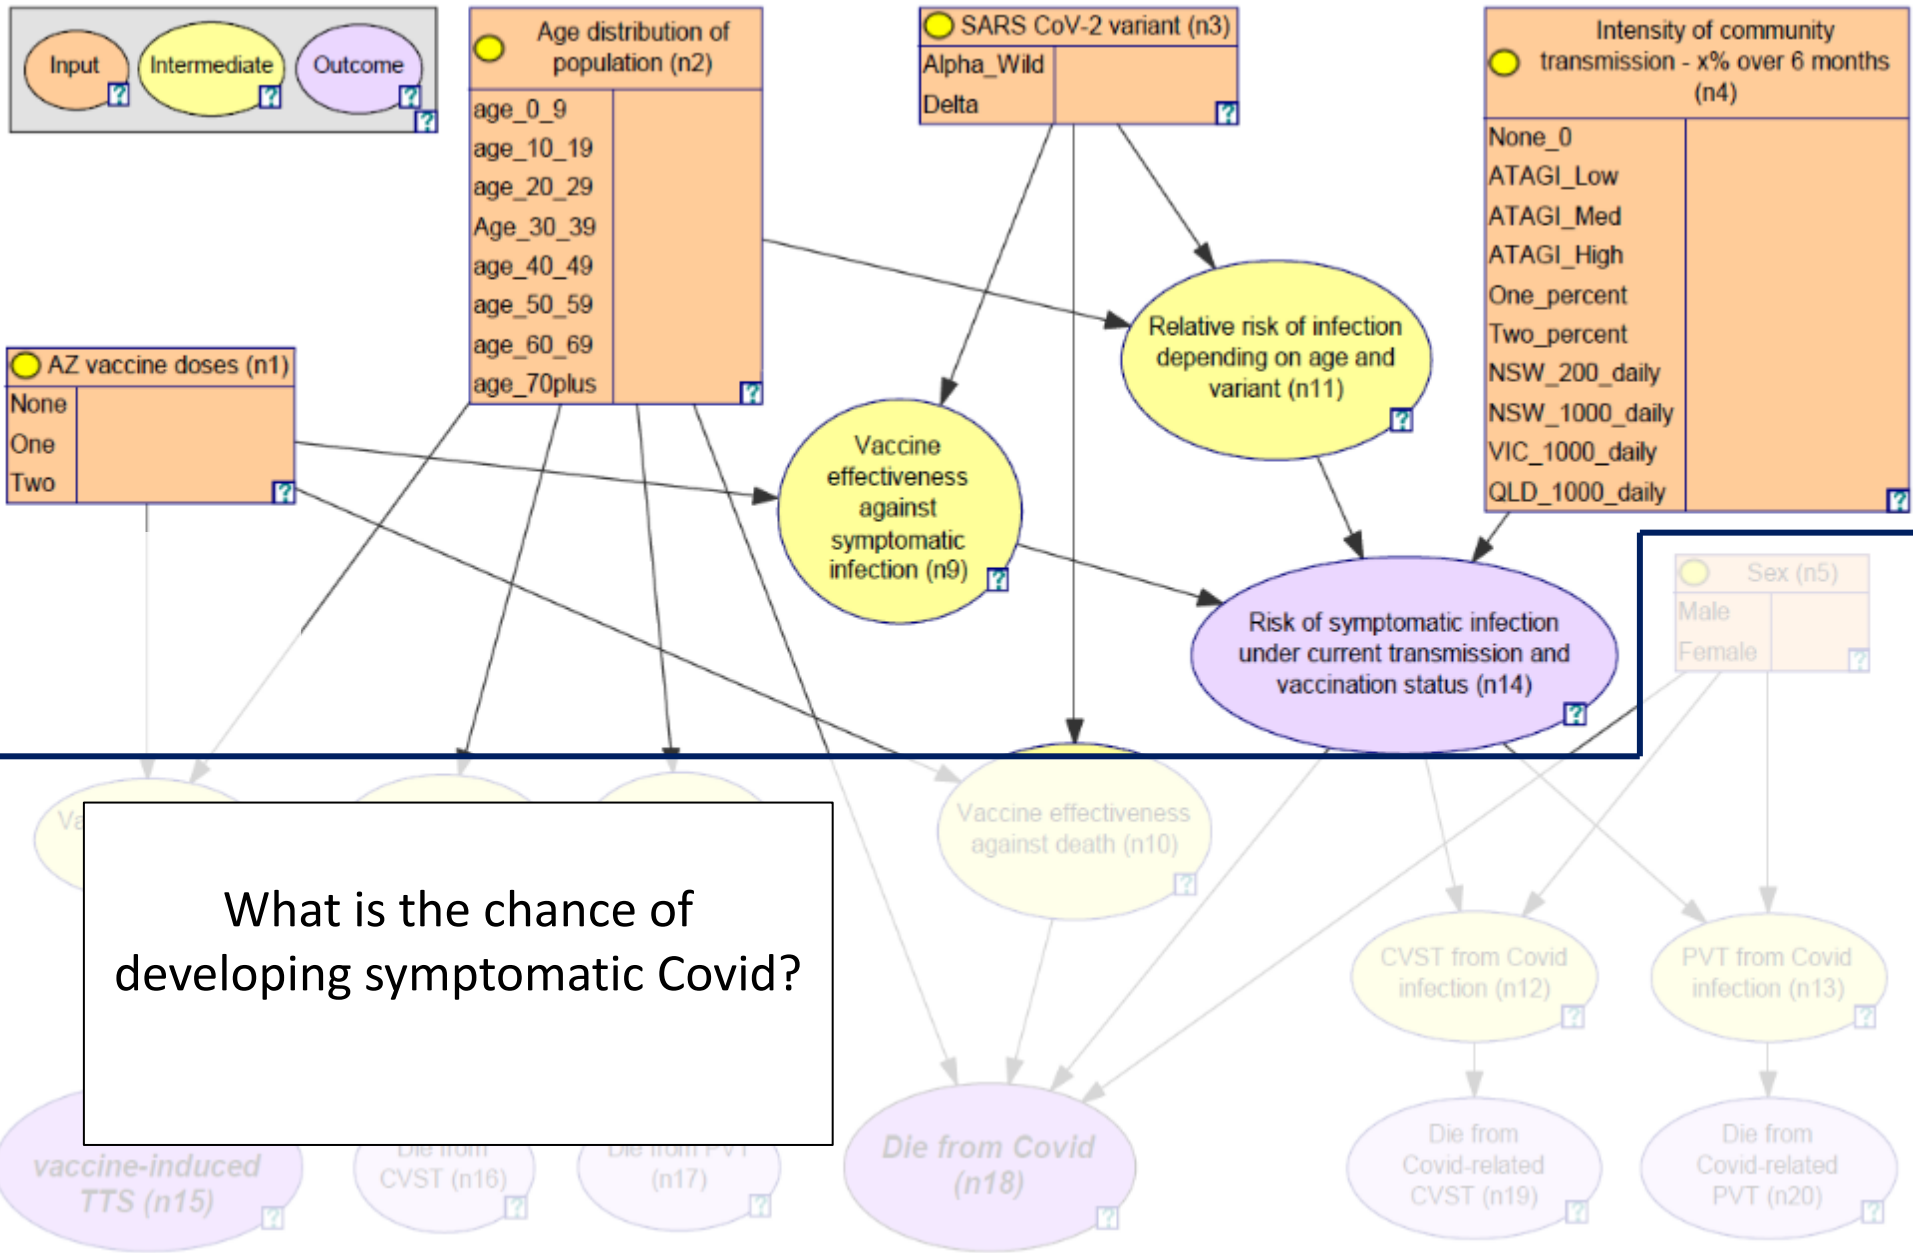 Input
Intermediate
Outcome
?
?
?
?
Age distribution of
population (n2)
age_0_9
age_10_19
age_20_29
Age_30_39
age_40_49
age_50_59
age_60_69
age_70plus
?
SARS CoV-2 variant (n3)
Alpha_Wild
Delta
?
Intensity of community
transmission - x% over 6 months
(n4)
None_0
ATAGI_Low
ATAGI_Med
ATAGI_High
One_percent
Two_percent
NSW_200_daily
NSW_1000_daily
VIC_1000_daily
QLD_1000_daily
?
AZ vaccine doses (n1)
None
One
Two
?
Relative risk of infection
depending on age and
variant (n11)
?
Vaccine
effectiveness
against
symptomatic
infection (n9)
?
Risk of symptomatic infection
under current transmission and
vaccination status (n14)
?
Sex (n5)
Male
Female
?
Vaccine effectiveness
against death (n10)
?
What is the chance of
developing symptomatic Covid?
CVST from Covid
infection (n12)
?
PVT from Covid
infection (n13)
?
vaccine-induced
TTS (n15)
?
Die from
CVST (n16)
?
Die from PVT
(n17)
?
Die from Covid
(n18)
?
Die from
Covid-related
CVST (n19)
?
Die from
Covid-related
PVT (n20)
?